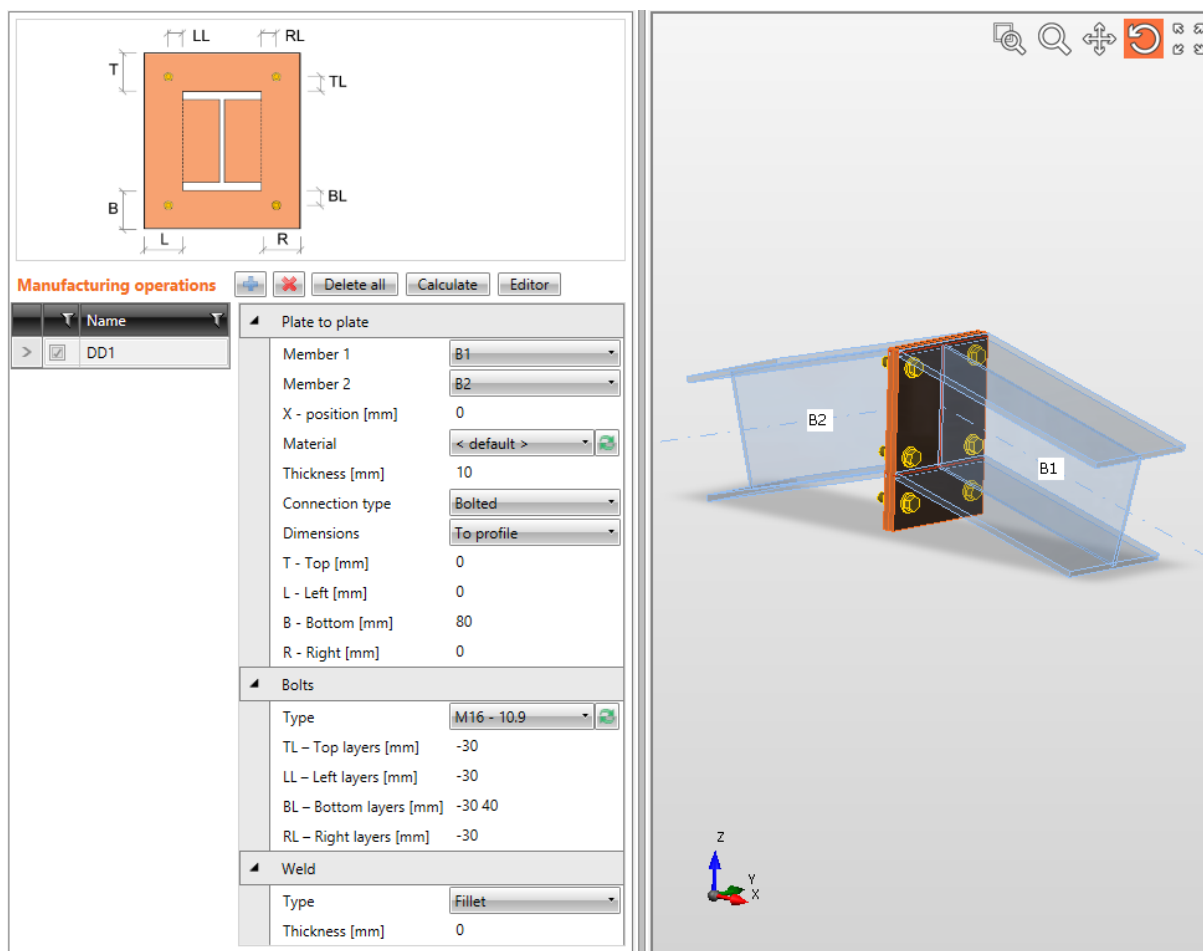 LL RL
T
TL
B
BL
L R
Manufacturing operations Delete all Calculate Editor
Name
> DD1
Plate to plate
Member 1 B1
Member 2 B2
X - position [mm] 0
Material < default >
Thickness [mm] 10
Connection type Bolted
Dimensions To profile
T - Top [mm] 0
L - Left [mm] 0
B - Bottom [mm] 80
R - Right [mm] 0
Bolts
Type M16 - 10.9
TL – Top layers [mm] -30
LL – Left layers [mm] -30
BL – Bottom layers [mm] -30 40
RL – Right layers [mm] -30
Weld
Type Fillet
Thickness [mm] 0
B2
B1
Z
Y
X